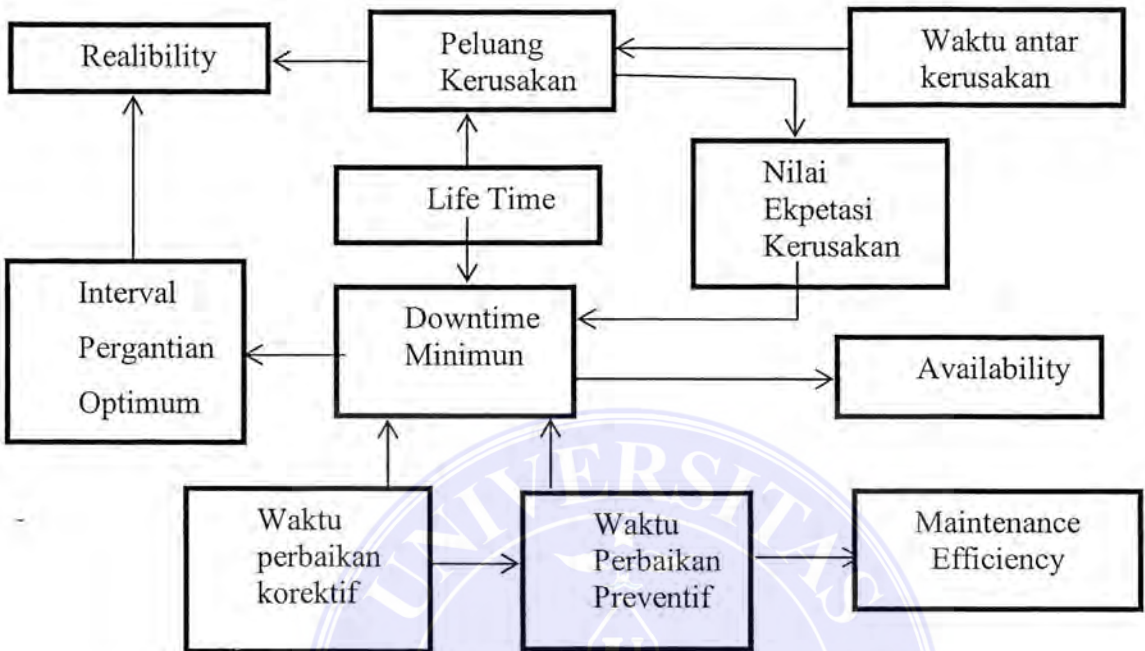 Realibility
Peluang
Kerusakan
Waktu antar
kerusakan
Life Time
Nilai
Ekpetasi
Kerusakan
Interval
Pergantian
Optimum
Downtime
Minimun
Availability
Waktu
perbaikan
korektif
Waktu
Perbaikan
Preventif
Maintenance
Efficiency
UNIVERSITAS